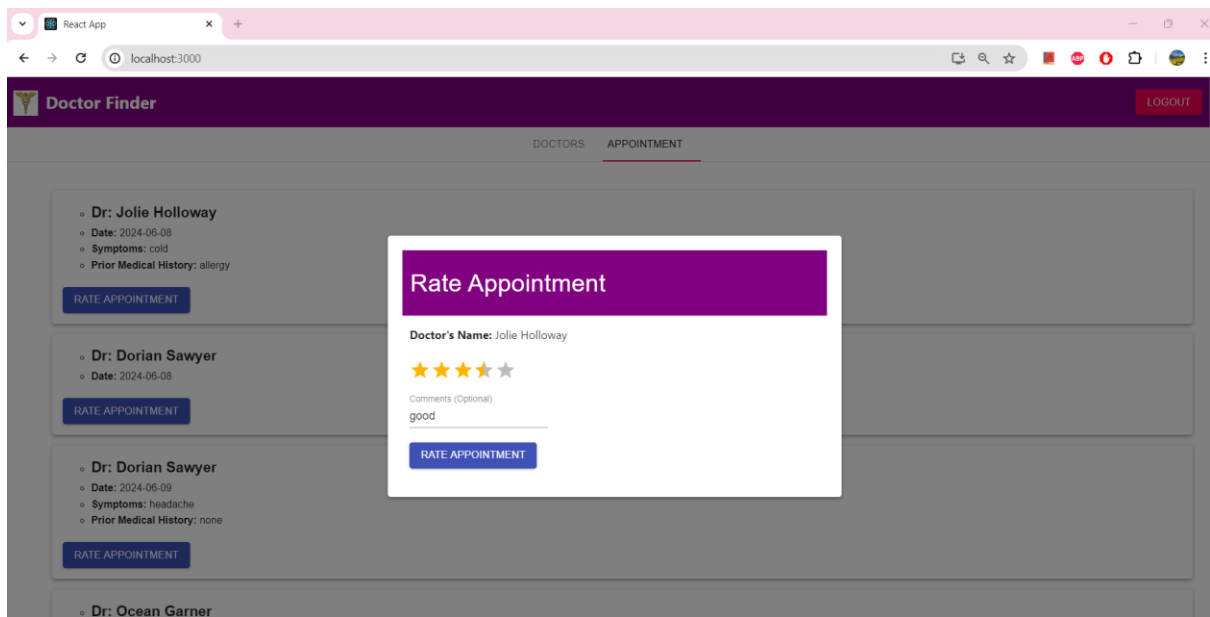 React App
localhost:3000
ABP
Doctor Finder
LOGOUT
DOCTORS APPOINTMENT
Dr: Jolie Holloway
Date: 2024-06-08
Symptoms: cold
Prior Medical History: allergy
RATE APPOINTMENT
Dr: Dorian Sawyer
Date: 2024-06-08
RATE APPOINTMENT
Dr: Dorian Sawyer
Date: 2024-06-09
Symptoms: headache
Prior Medical History: none
RATE APPOINTMENT
Dr: Ocean Garner
Rate Appointment
Doctor's Name: Jolie Holloway
Comments (Optional)
good
RATE APPOINTMENT